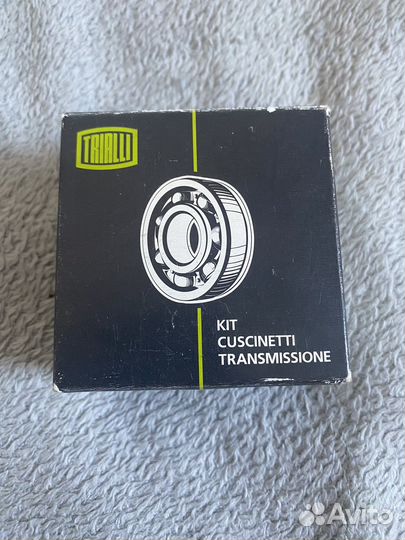 TRIALLI
KIT
CUSCINETTI
TRANSMISSIONE
Avito